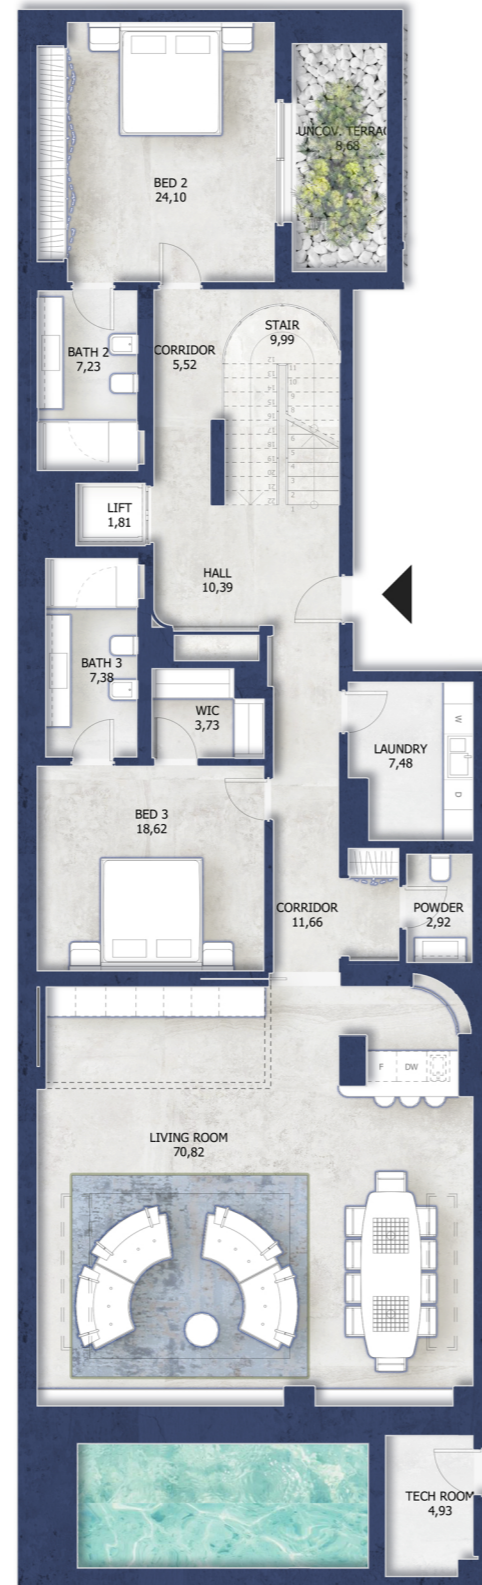 UNCOV. TERRAC
8,68
BED 2
24,10
STAIR
9,99
BATH 2
7,23
CORRIDOR
5,52
LIFT
1,81
HALL
10,39
BATH 3
7,38
WIC
3,73
W
LAUNDRY
7,48
D
BED 3
18,62
CORRIDOR
11,66
POWDER
2,92
F
DW
LIVING ROOM
70,82
TECH ROOM
4,93